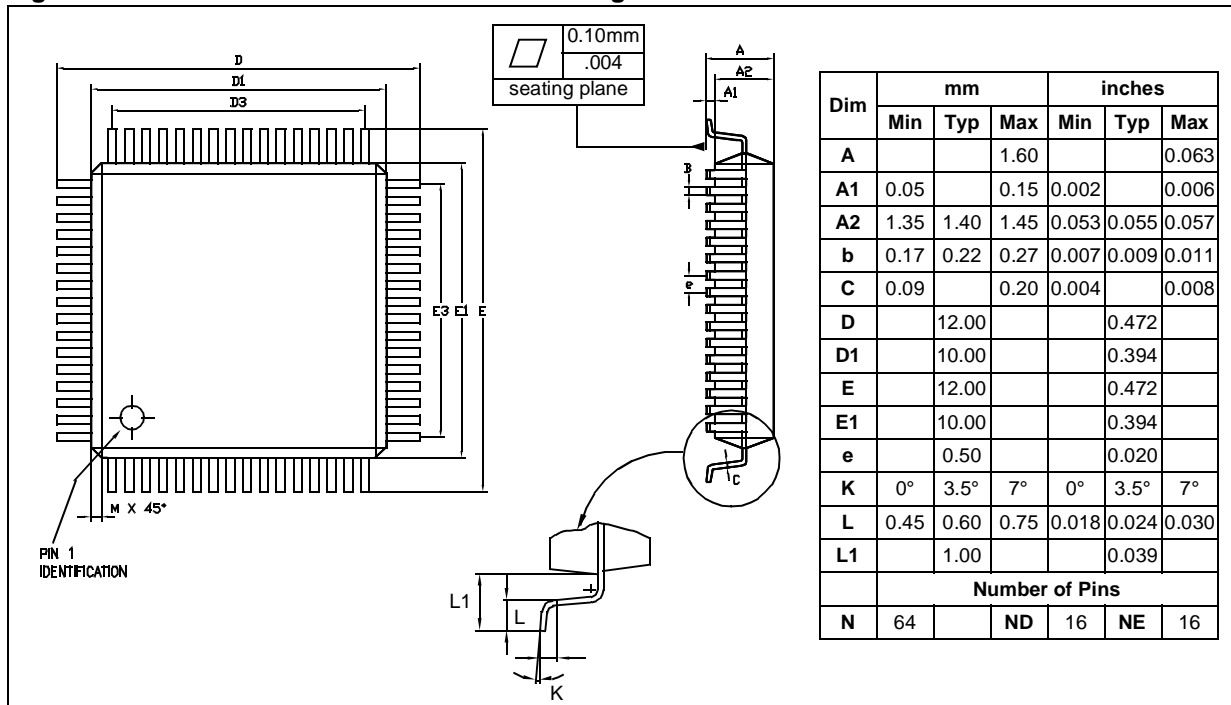 D
D1
D3
0.10mm
.004
seating plane
A
A2
A1
B
e
E3 E1 E
C
M X 45°
PIN 1
IDENTIFICATION
L1
L
K
Dim mm inches
Min Typ Max Min Typ Max
A 1.60 0.063
A1 0.05 0.15 0.002 0.006
A2 1.35 1.40 1.45 0.053 0.055 0.057
b 0.17 0.22 0.27 0.007 0.009 0.011
C 0.09 0.20 0.004 0.008
D 12.00 0.472
D1 10.00 0.394
E 12.00 0.472
E1 10.00 0.394
e 0.50 0.020
K 0° 3.5° 7° 0° 3.5° 7°
L 0.45 0.60 0.75 0.018 0.024 0.030
L1 1.00 0.039
Number of Pins
N 64 ND 16 NE 16